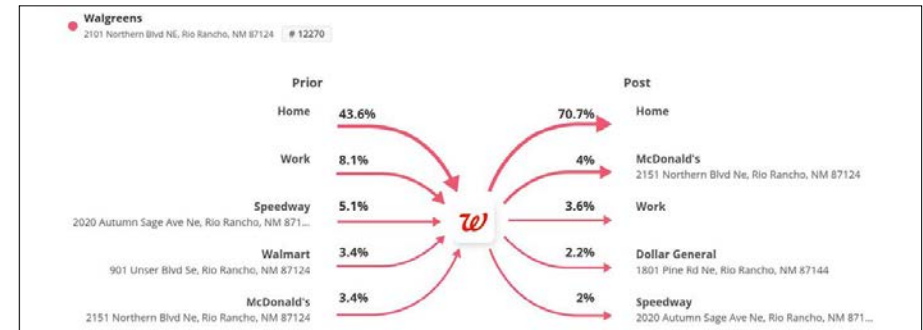 Walgreens
2101 Northern Blvd NE, Rio Rancho, NM 87124 # 12270
Prior Post
Home 43.6% 70.7% Home
Work 8.1% 4% McDonald's
2151 Northern Blvd Ne, Rio Rancho, NM 87124
Speedway 5.1% 3.6% Work
2020 Autumn Sage Ave Ne, Rio Rancho, NM 871...
W
Walmart 3.4% 2.2% Dollar General
901 Unser Blvd Se, Rio Rancho, NM 87124 1801 Pine Rd Ne, Rio Rancho, NM 87144
McDonald's 3.4% 2% Speedway
2151 Northern Blvd Ne, Rio Rancho, NM 87124 2020 Autumn Sage Ave Ne, Rio Rancho, NM 871...